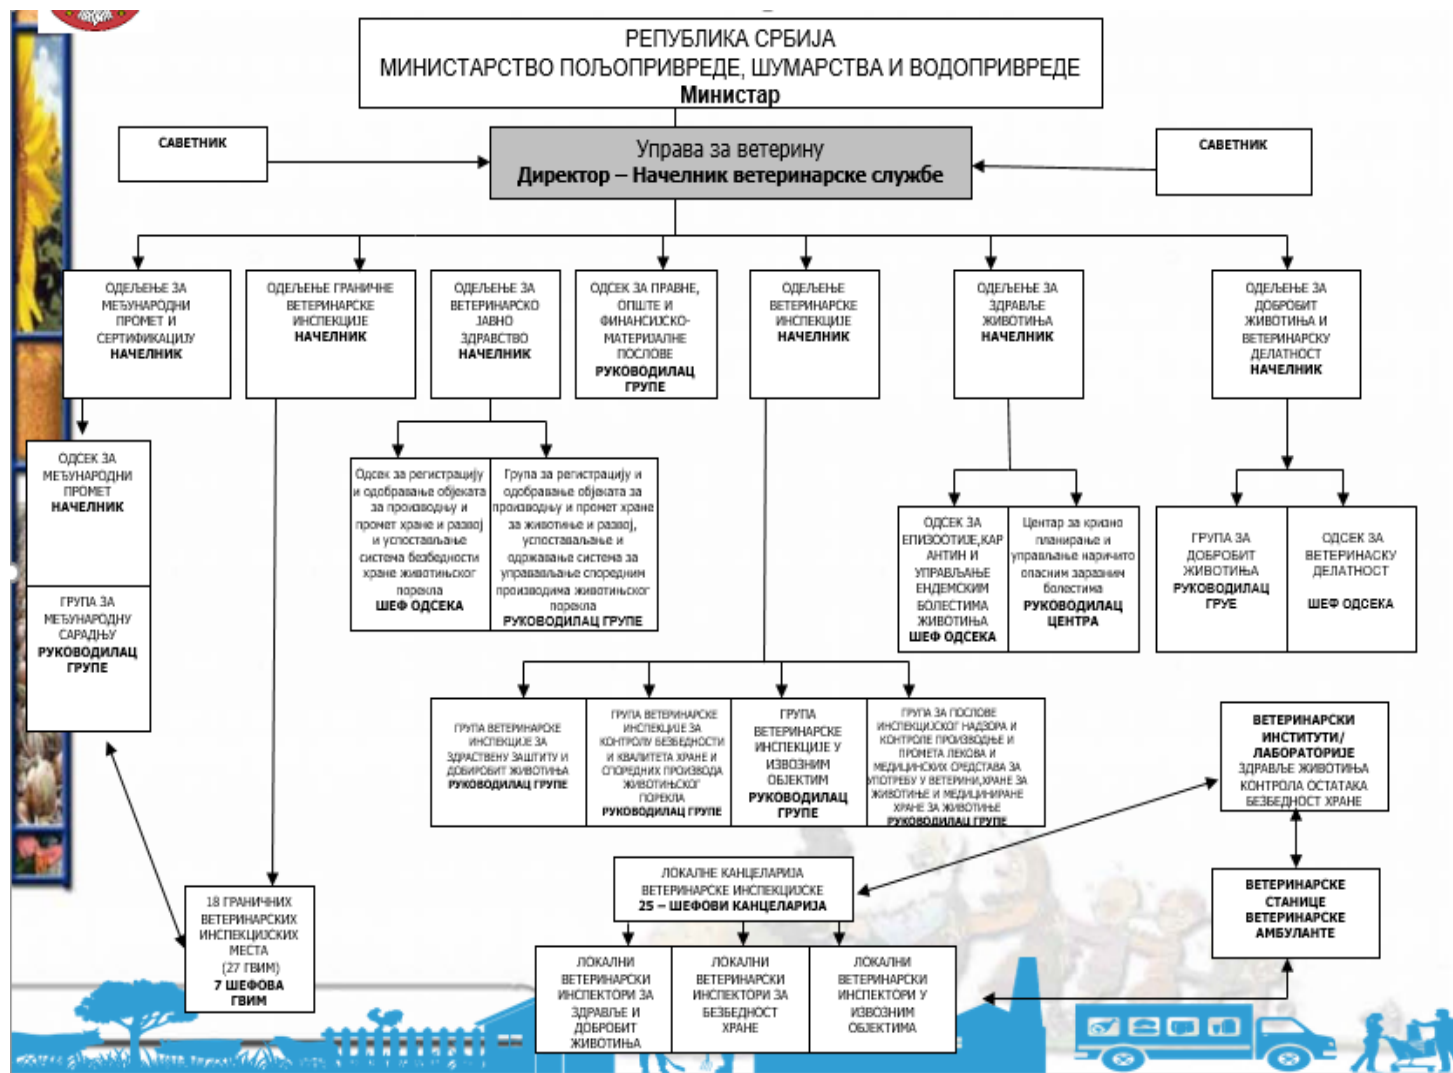 РЕПУБЛИКА СРБИЈА
МИНИСТАРСТВО ПОЉОПРИВРЕДЕ, ШУМАРСТВА И ВОДОПРИВРЕДЕ
Министар
САВЕТНИК
Управа за ветерину
Директор – Начелник ветеринарске службе
САВЕТНИК
ОДЕЉЕЊЕ ЗА
МЕЂУНАРОДНИ
ПРОМЕТ И
СЕРТИФИКАЦИЈУ
НАЧЕЛНИК
ОДЕЉЕЊЕ ГРАНИЧНЕ
ВЕТЕРИНАРСКЕ
ИНСПЕКЦИЈЕ
НАЧЕЛНИК
ОДЕЉЕЊЕ ЗА
ВЕТЕРИНАРСКО
ЈАВНО
ЗДРАВСТВО
НАЧЕЛНИК
ОДСЕК ЗА ПРАВНЕ,
ОПШТЕ И
ФИНАНСИЈСКО-
МАТЕРИЈАЛНЕ
ПОСЛОВЕ
РУКОВОДИЛАЦ
ГРУПЕ
ОДЕЉЕЊЕ
ВЕТЕРИНАРСКЕ
ИНСПЕКЦИЈЕ
НАЧЕЛНИК
ОДЕЉЕЊЕ ЗА
ЗДРАВЉЕ
ЖИВОТИЊА
НАЧЕЛНИК
ОДЕЉЕЊЕ ЗА
ДОБРОБИТ
ЖИВОТИЊА И
ВЕТЕРИНАРСКУ
ДЕЛАТНОСТ
НАЧЕЛНИК
ОДСЕК ЗА
МЕЂУНАРОДНИ
ПРОМЕТ
НАЧЕЛНИК
ГРУПА ЗА
МЕЂУНАРОДНУ
САРАДЊУ
РУКОВОДИЛАЦ
ГРУПЕ
Одсек за регистрацију
и одобравање објеката
за производњу и
промет хране и развој
и успостављање
система безбедности
хране животињског
порекла
ШЕФ ОДСЕКА
Група за регистрацију и
одобравање објеката за
производњу и промет хране
за животиње и развој,
успоставаљање и
одржавање система за
управавање споредним
производима животињског
порекла
РУКОВОДИЛАЦ ГРУПЕ
ОДСЕК ЗА
ЕПИЗООТИЈЕ,КАР
АНТИН И
УПРАВЉАЊЕ
ЕНДЕМСКИМ
БОЛЕСТИМА
ЖИВОТИЊА
ШЕФ ОДСЕКА
Центар за кризно
планирање и
управљање наричито
опасним заразним
болестима
РУКОВОДИЛАЦ
ЦЕНТРА
ГРУПА ЗА
ДОБРОБИТ
ЖИВОТИЊА
РУКОВОДИЛАЦ
ГРУЕ
ОДСЕК ЗА
ВЕТЕРИНАСКУ
ДЕЛАТНОСТ
ШЕФ ОДСЕКА
ГРУПА ВЕТЕРИНАРСКЕ
ИНСПЕКЦИЈЕ ЗА
ЗДРАСТВЕНУ ЗАШТИТУ И
ДОБИРОБИТ ЖИВОТИЊА
РУКОВОДИЛАЦ ГРУПЕ
ГРУПА ВЕТЕРИНАРСКЕ
ИНСПЕКЦИЈЕ ЗА
КОНТРОЛУ БЕЗБЕДНОСТИ
И КВАЛИТЕТА ХРАНЕ И
СПОРЕДНИХ ПРОИЗВОДА
ЖИВОТИЊСКОГ
ПОРЕКЛА
РУКОВОДИЛАЦ ГРУПЕ
ГРУПА
ВЕТЕРИНАРСКЕ
ИНСПЕКЦИЈЕ У
ИЗВОЗНИМ
ОБЈЕКТИМ
РУКОВОДИЛАЦ
ГРУПЕ
ГРУПА ЗА ПОСЛОВЕ
ИНСПЕКЦИЈСКОГ НАДЗОРА И
КОНТРОЛЕ ПРОИЗВОДЊЕ И
ПРОМЕТА ЛЕКОВА И
МЕДИЦИНСКИХ СРЕДСТАВА ЗА
УПОТРЕБУ У ВЕТЕРИНИ,ХРАНЕ ЗА
ЖИВОТИЊЕ И МЕДИЦИНИРАНЕ
ХРАНЕ ЗА ЖИВОТИЊЕ
РУКОВОДИЛАЦ ГРУПЕ
ВЕТЕРИНАРСКИ
ИНСТИТУТИ/
ЛАБОРАТОРИЈЕ
ЗДРАВЉЕ ЖИВОТИЊА
КОНТРОЛА ОСТАТАКА
БЕЗБЕДНОСТ ХРАНЕ
18 ГРАНИЧНИХ
ВЕТЕРИНАРСКИХ
ИНСПЕКЦИЈСКИХ
МЕСТА
(27 ГВИМ)
7 ШЕФОВА
ГВИМ
ЛОКАЛНЕ КАНЦЕЛАРИЈА
ВЕТЕРИНАРСКЕ ИНСПЕКЦИЈСКЕ
25 – ШЕФОВИ КАНЦЕЛАРИЈА
ВЕТЕРИНАРСКЕ
СТАНИЦЕ
ВЕТЕРИНАРСКЕ
АМБУЛАНТЕ
ЛОКАЛНИ
ВЕТЕРИНАРСКИ
ИНСПЕКТОРИ ЗА
ЗДРАВЉЕ И
ДОБРОБИТ
ЖИВОТИЊА
ЛОКАЛНИ
ВЕТЕРИНАРСКИ
ИНСПЕКТОРИ ЗА
БЕЗБЕДНОСТ
ХРАНЕ
ЛОКАЛНИ
ВЕТЕРИНАРСКИ
ИНСПЕКТОРИ У
ИЗВОЗНИМ
ОБЈЕКТИМА